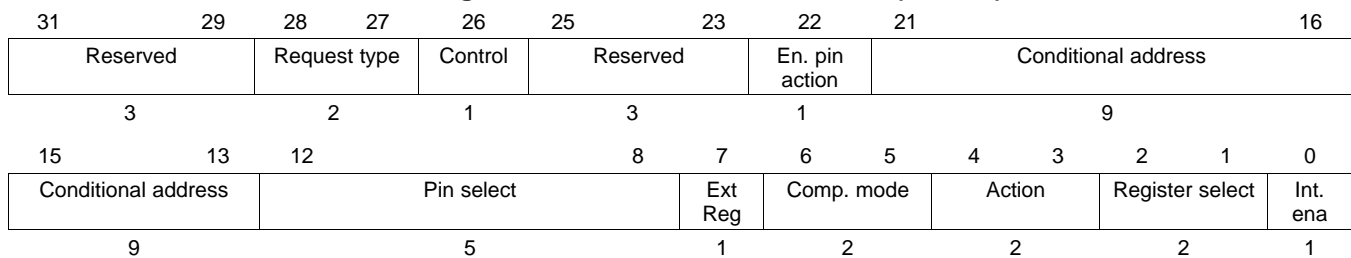 31 29 28 27 26 25 23 22 21 16
Reserved Request type Control Reserved En. pin action Conditional address
3 2 1 3 1 9
15 13 12 8 7 6 5 4 3 2 1 0
Conditional address Pin select Ext Reg Comp. mode Action Register select Int. ena
9 5 1 2 2 2 1